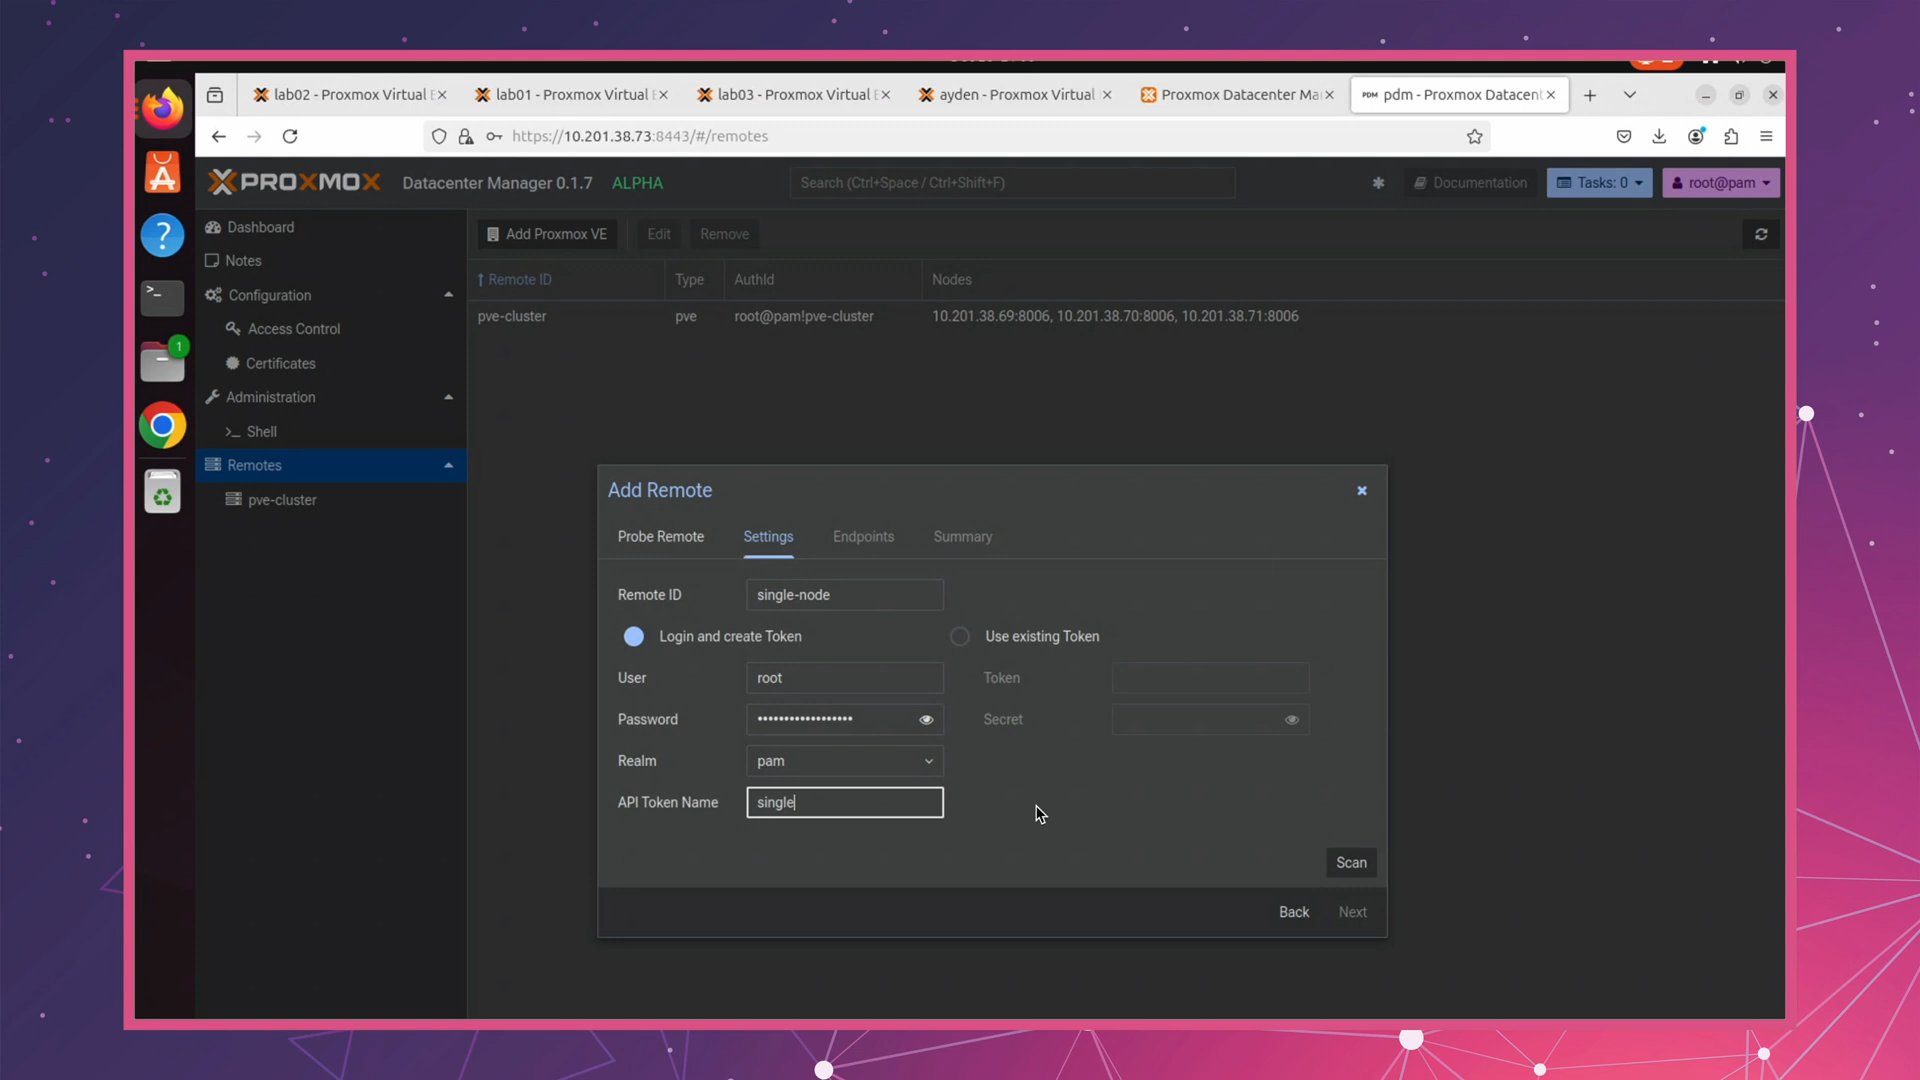 lab02 - Proxmox Virtual E
lab01 - Proxmox Virtual E
lab03 - Proxmox Virtual E
ayden - Proxmox Virtual
Proxmox Datacenter Ma
PDM pdm - Proxmox Datacent
https://10.201.38.73:8443/#/remotes
PROXMOX Datacenter Manager 0.1.7 ALPHA
Search (Ctrl+Space / Ctrl+Shift+F)
Documentation
Tasks: 0
root@pam
Dashboard
Notes
Configuration
Access Control
Certificates
Administration
Shell
Remotes
pve-cluster
1
Add Proxmox VE Edit Remove
Remote ID Type AuthId Nodes
pve-cluster pve root@pam!pve-cluster 10.201.38.69:8006, 10.201.38.70:8006, 10.201.38.71:8006
Add Remote
Probe Remote Settings Endpoints Summary
Remote ID single-node
Login and create Token Use existing Token
User root Token
Password •••••••••••••••••• Secret
Realm pam
API Token Name single
Scan
Back Next